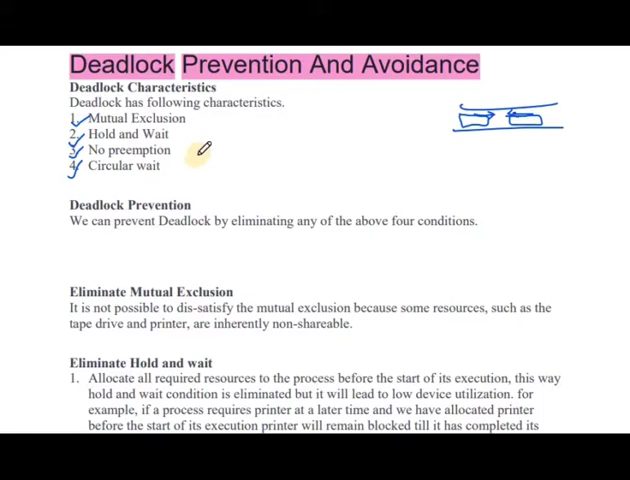 Deadlock Prevention And Avoidance
Deadlock Characteristics
Deadlock has following characteristics.
1. Mutual Exclusion
2. Hold and Wait
3. No preemption
4. Circular wait
Deadlock Prevention
We can prevent Deadlock by eliminating any of the above four conditions.
Eliminate Mutual Exclusion
It is not possible to dis-satisfy the mutual exclusion because some resources, such as the
tape drive and printer, are inherently non-shareable.
Eliminate Hold and wait
1. Allocate all required resources to the process before the start of its execution, this way
hold and wait condition is eliminated but it will lead to low device utilization. for
example, if a process requires printer at a later time and we have allocated printer
before the start of its execution printer will remain blocked till it has completed its